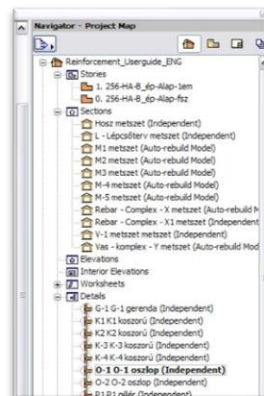 Navigator - Project Map
Reinforcement_Userguide_ENG
Stories
1. 256-HA-B_ép-Alap-1em
0. 256-HA-B_ép-Alap-fsz
Sections
Hosz metszet (Independent)
L - Lépcsőterv metszet (Independent)
M1 metszet (Auto-rebuild Model)
M2 metszet (Auto-rebuild Model)
M3 metszet (Auto-rebuild Model)
M-4 metszet (Auto-rebuild Model)
M-5 metszet (Auto-rebuild Model)
Rebar - Complex - X metszet (Auto-rebuild M
Rebar - Complex - X1 metszet (Independent
V-1 metszet metszet (Independent)
Vas - komplex - Y metszet (Auto-rebuild Mod
Elevations
Interior Elevations
Worksheets
Details
G-1 G-1 gerenda (Independent)
K1 K1 koszorú (Independent)
K2 K2 koszorú (Independent)
K-3 K-3 koszorú (Independent)
K-4 K-4 koszorú (Independent)
O-1 O-1 oszlop (Independent)
O-2 O-2 oszlop (Independent)
P1 P1 pillér (Independent)